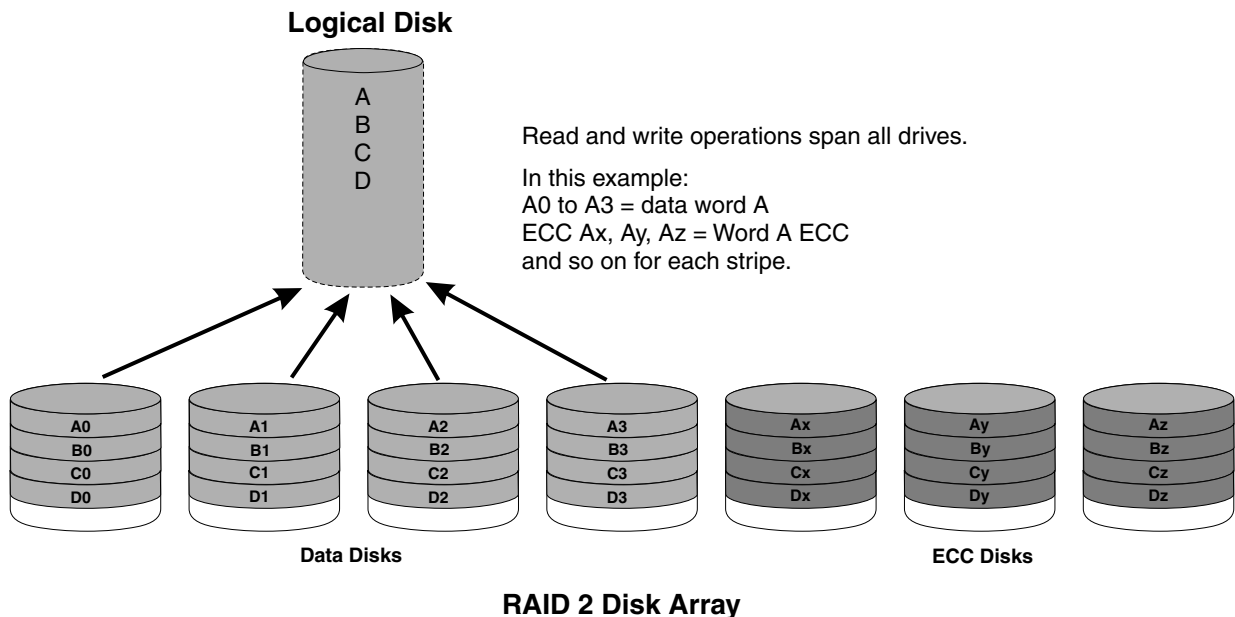 Logical Disk
A
B
C
D
Read and write operations span all drives.
In this example:
A0 to A3 = data word A
ECC Ax, Ay, Az = Word A ECC
and so on for each stripe.
A0 A1 A2 A3 Ax Ay Az
B0 B1 B2 B3 Bx By Bz
C0 C1 C2 C3 Cx Cy Cz
D0 D1 D2 D3 Dx Dy Dz
Data Disks ECC Disks
RAID 2 Disk Array